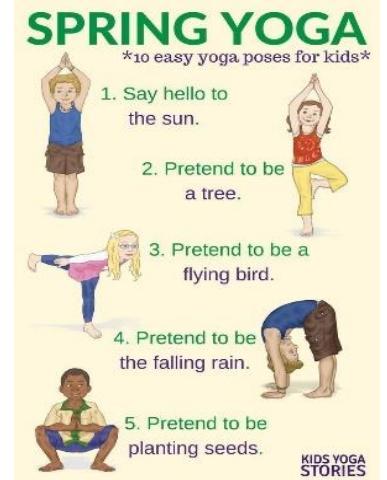 SPRING YOGA
*10 easy yoga poses for kids*
1. Say hello to
the sun.
2. Pretend to be
a tree.
3. Pretend to be a
flying bird.
4. Pretend to be
the falling rain.
5. Pretend to be
planting seeds.
KIDS YOGA
STORIES